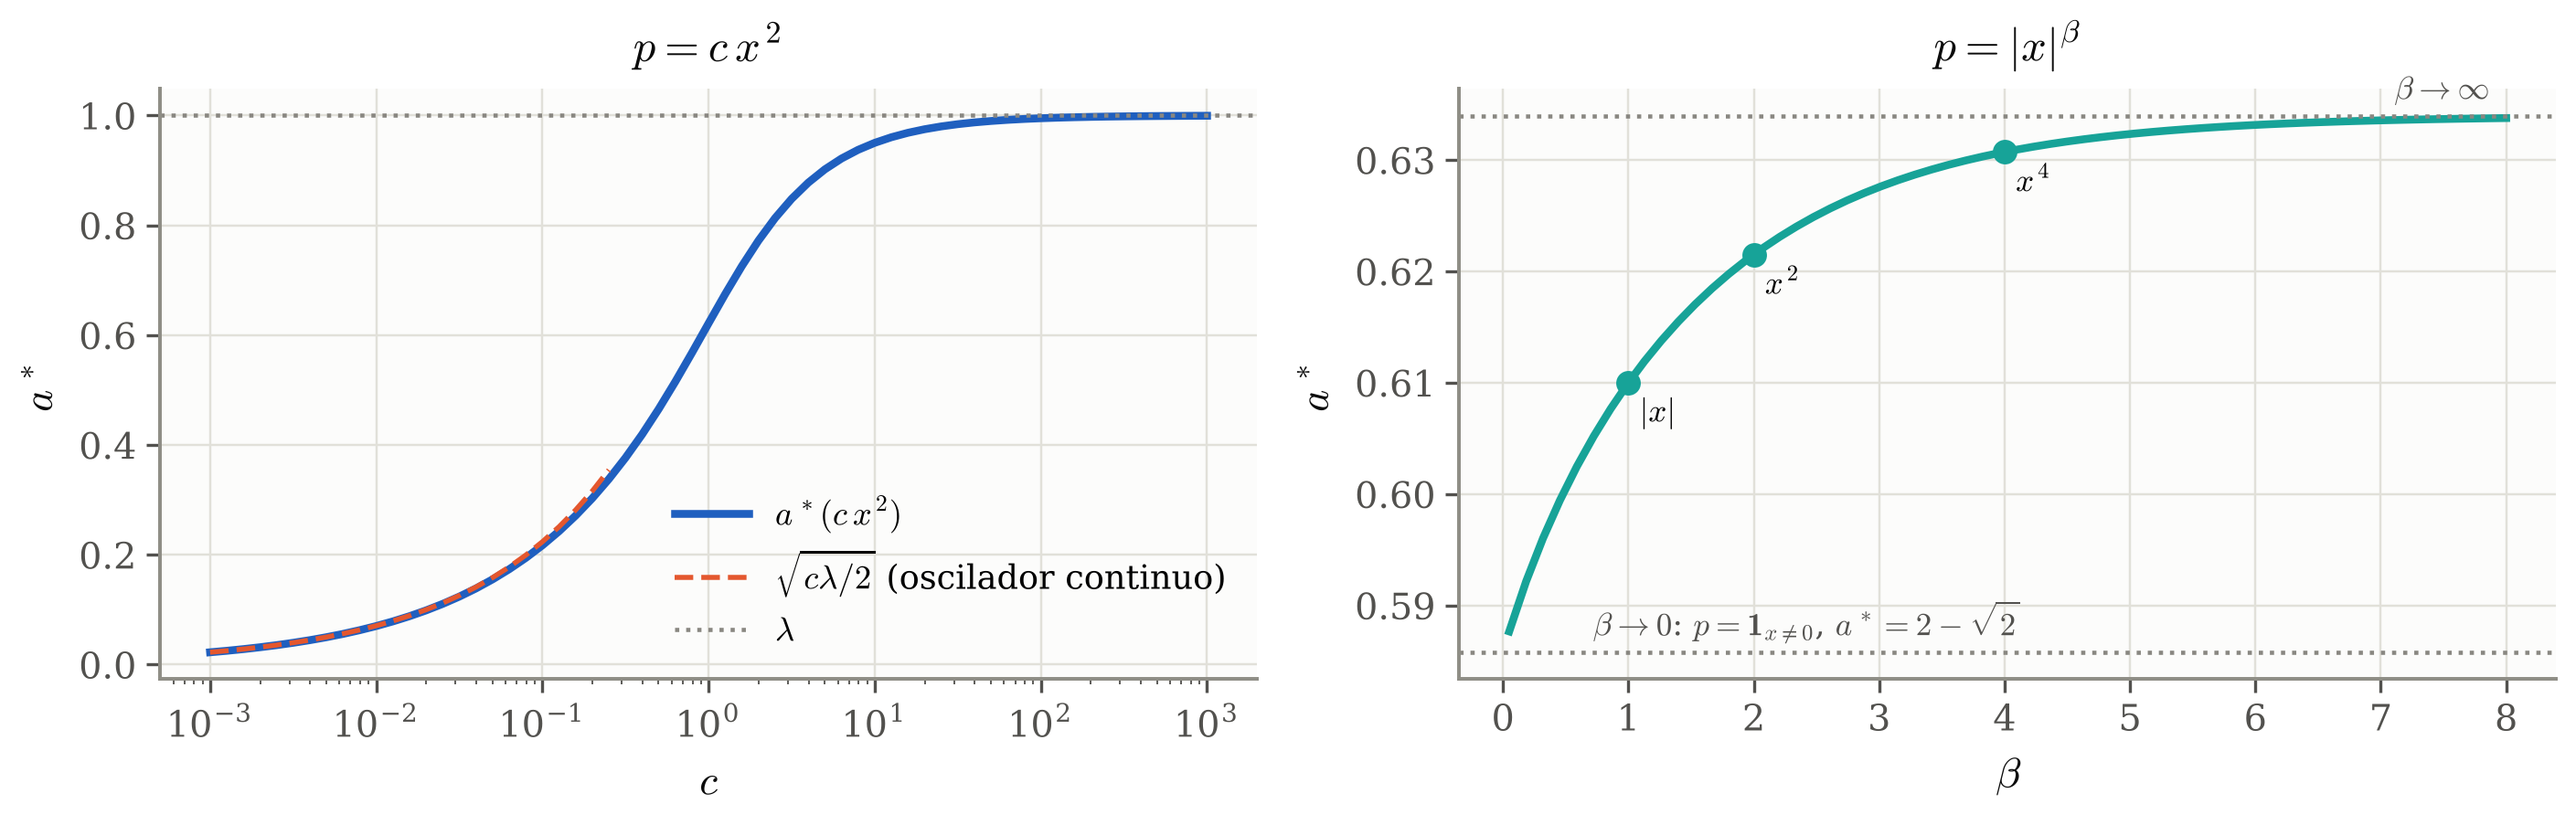 p = c x²
1.0
0.8
0.6
0.4
0.2
0.0
a*
a*(c x²)
√cλ/2 (oscilador continuo)
λ
10⁻³ 10⁻² 10⁻¹ 10⁰ 10¹ 10² 10³
c
p = |x|^β
β → ∞
0.63
0.62
0.61
0.60
0.59
a*
x⁴
x²
|x|
β → 0: p = 1ₓ≠₀, a* = 2 − √2
0 1 2 3 4 5 6 7 8
β